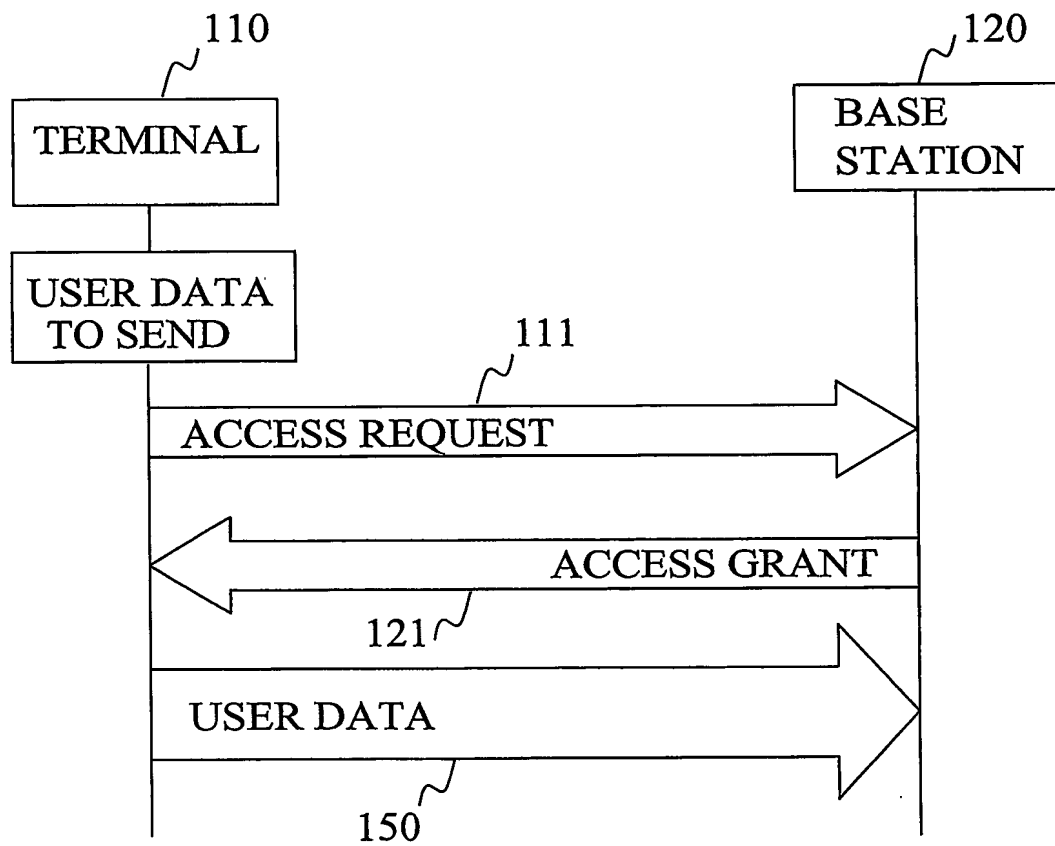 110
120
TERMINAL
BASE
STATION
USER DATA
TO SEND
111
ACCESS REQUEST
ACCESS GRANT
121
USER DATA
150